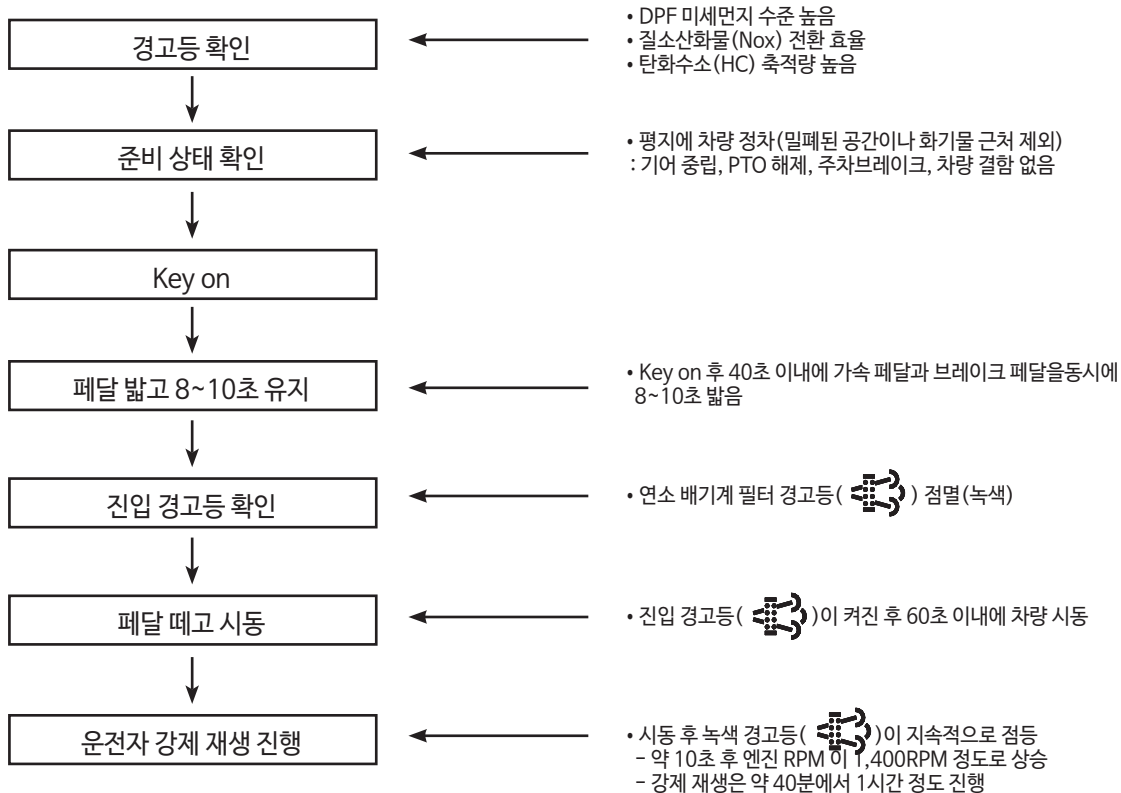 경고등 확인
• DPF 미세먼지 수준 높음
• 질소산화물(Nox) 전환 효율
• 탄화수소(HC) 축적량 높음
준비 상태 확인
• 평지에 차량 정차(밀폐된 공간이나 화기물 근처 제외)
: 기어 중립, PTO 해제, 주차브레이크, 차량 결함 없음
Key on
페달 밟고 8~10초 유지
• Key on 후 40초 이내에 가속 페달과 브레이크 페달을동시에
8~10초 밟음
진입 경고등 확인
• 연소 배기계 필터 경고등( ) 점멸(녹색)
페달 떼고 시동
• 진입 경고등( )이 켜진 후 60초 이내에 차량 시동
운전자 강제 재생 진행
• 시동 후 녹색 경고등( )이 지속적으로 점등
- 약 10초 후 엔진 RPM 이 1,400RPM 정도로 상승
- 강제 재생은 약 40분에서 1시간 정도 진행